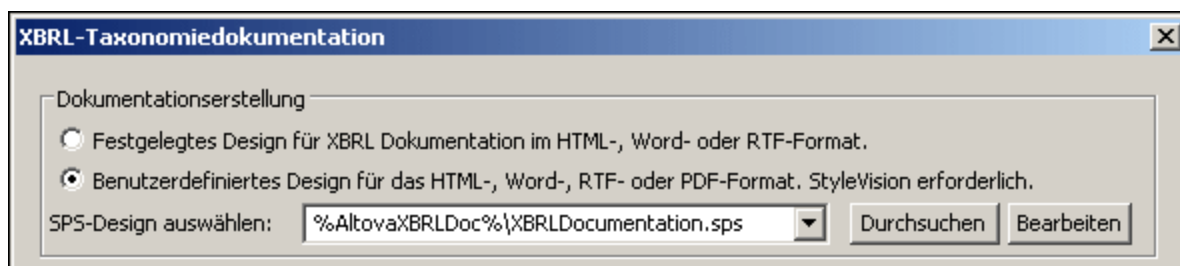 XBRL-Taxonomiedokumentation
Dokumentationserstellung
Festgelegtes Design für XBRL Dokumentation im HTML-, Word- oder RTF-Format.
Benutzerdefiniertes Design für das HTML-, Word-, RTF- oder PDF-Format. StyleVision erforderlich.
SPS-Design auswählen: %AltovaXBRLDoc%\XBRLDocumentation.sps Durchsuchen Bearbeiten